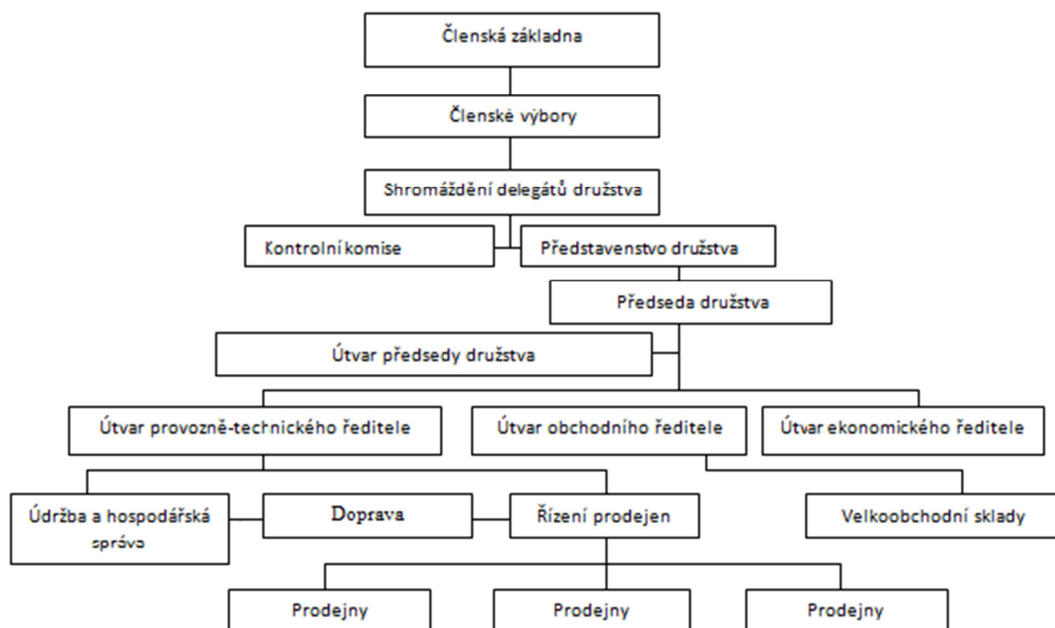 Členská základna
Členské výbory
Shromáždění delegátů družstva
Kontrolní komise
Představenstvo družstva
Předseda družstva
Útvar předsedy družstva
Útvar provozně-technického ředitele
Útvar obchodního ředitele
Útvar ekonomického ředitele
Údržba a hospodářská
správa
Doprava
Řízení prodejen
Velkoobchodní sklady
Prodejny
Prodejny
Prodejny